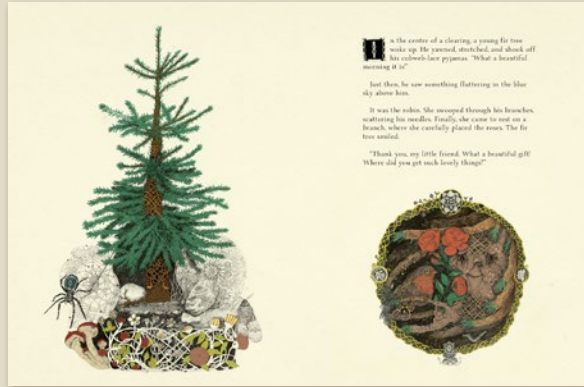 In the centre of a clearing, a young fir tree
woke up. He yawned, stretched, and shook off
his cobweb-lace pyjamas. "What a beautiful
morning it is!"
Just then, he saw something fluttering in the blue
sky above him.
It was the robin. She swooped through his branches,
scattering his needles. Finally, she came to rest on a
branch, where she carefully placed the roses. The fir
tree smiled.
"Thank you, my little friend. What a beautiful gift!
Where did you get such lovely things?"